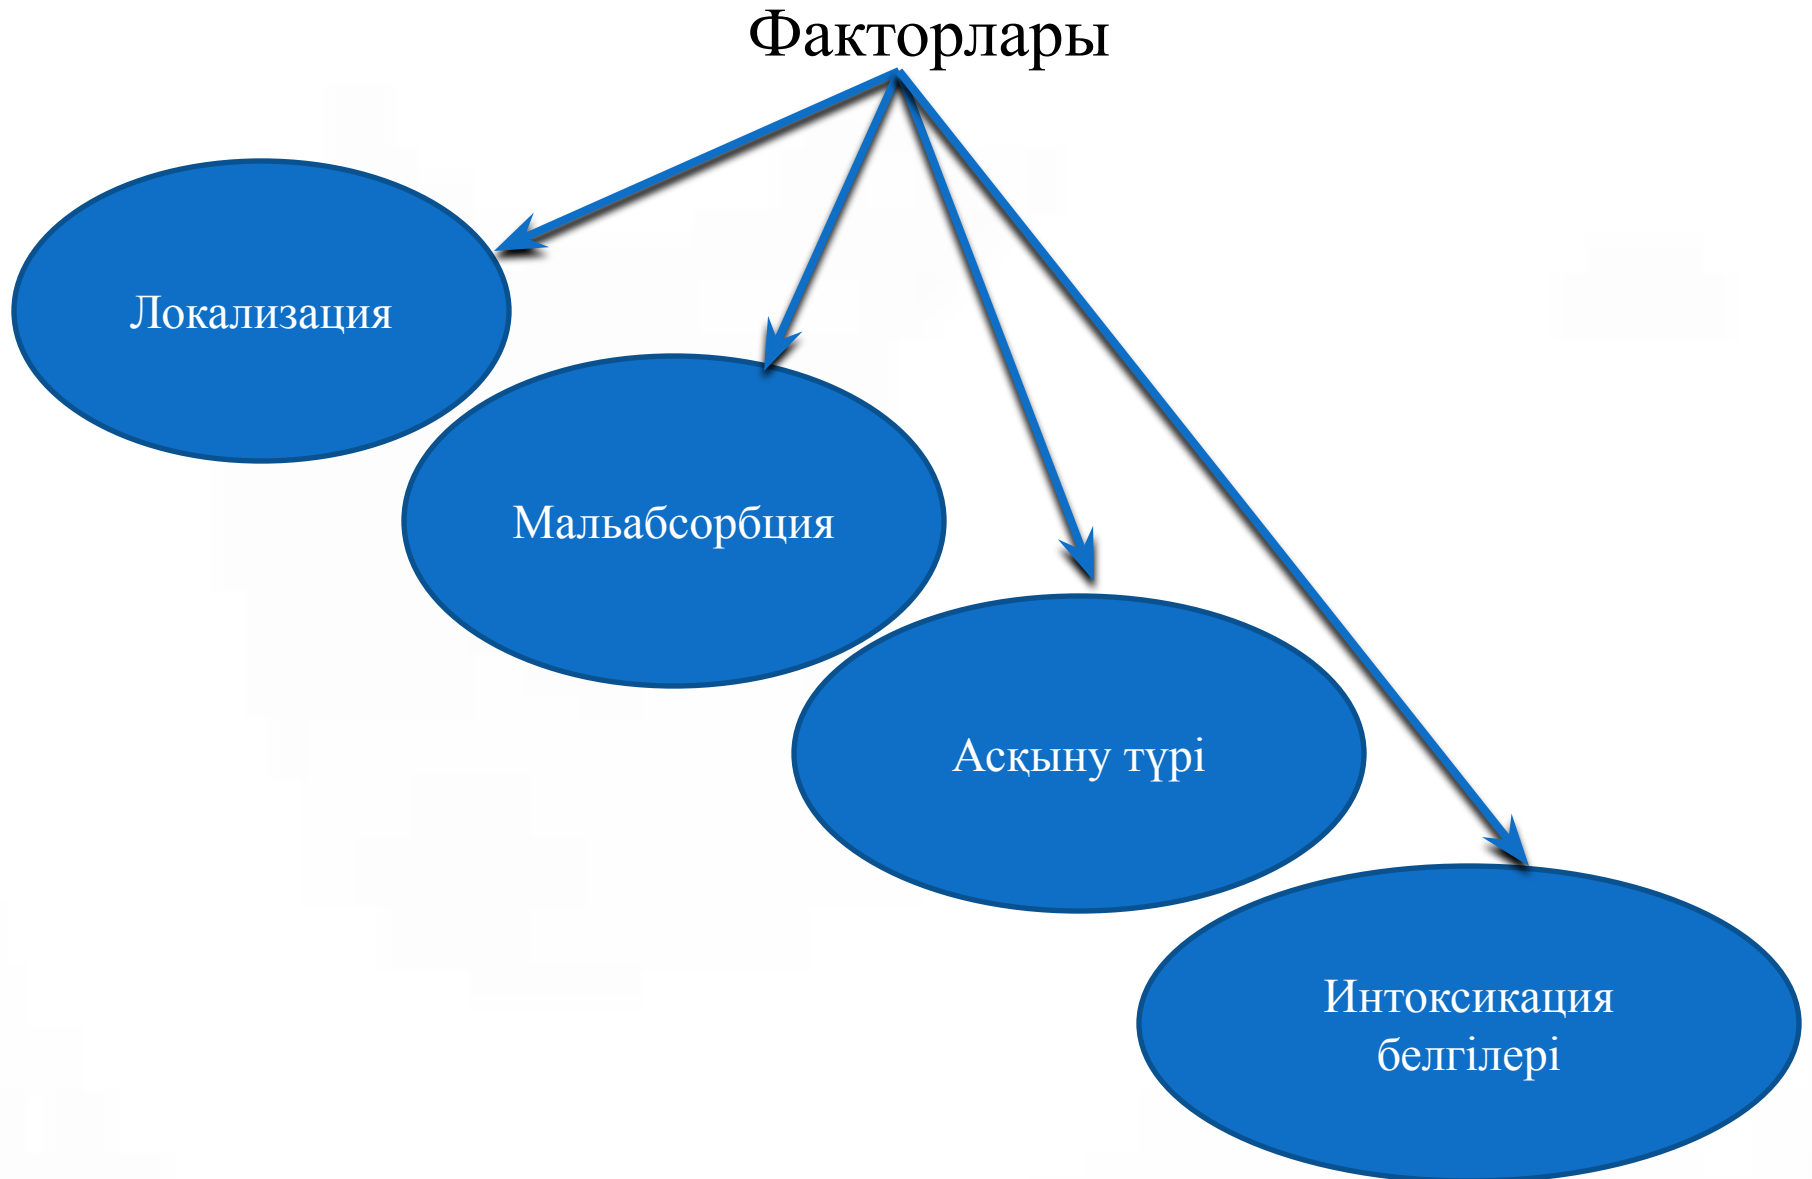 Факторлары
Локализация
Мальабсорбция
Асқыну түрі
Интоксикация
белгілері